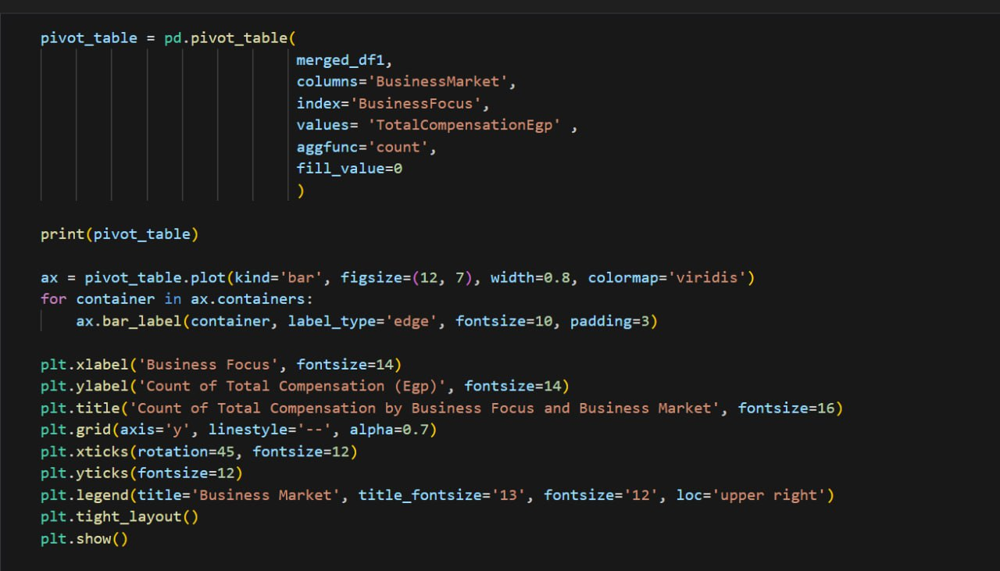 pivot_table = pd.pivot_table(
merged_df1,
columns='BusinessMarket',
index='BusinessFocus',
values= 'TotalCompensationEgp' ,
aggfunc='count',
fill_value=0
)
print(pivot_table)
ax = pivot_table.plot(kind='bar', figsize=(12, 7), width=0.8, colormap='viridis')
for container in ax.containers:
    ax.bar_label(container, label_type='edge', fontsize=10, padding=3)
plt.xlabel('Business Focus', fontsize=14)
plt.ylabel('Count of Total Compensation (Egp)', fontsize=14)
plt.title('Count of Total Compensation by Business Focus and Business Market', fontsize=16)
plt.grid(axis='y', linestyle='--', alpha=0.7)
plt.xticks(rotation=45, fontsize=12)
plt.yticks(fontsize=12)
plt.legend(title='Business Market', title_fontsize='13', fontsize='12', loc='upper right')
plt.tight_layout()
plt.show()